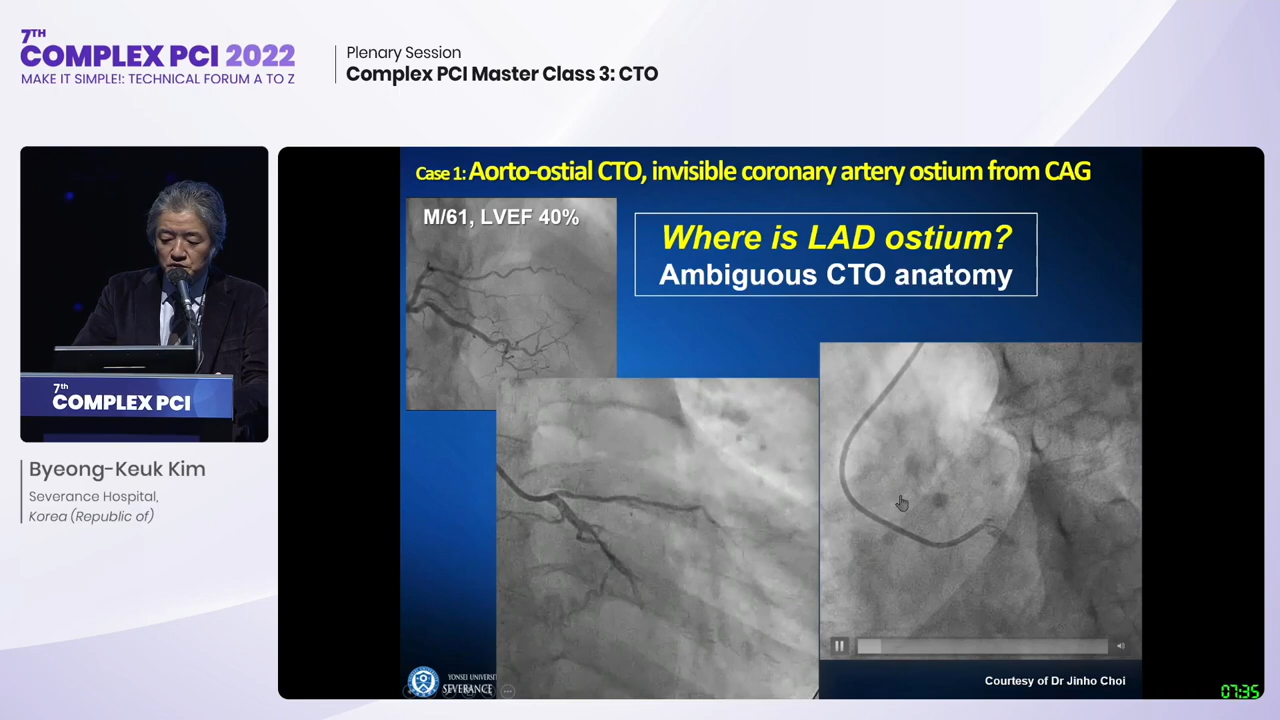 7TH
COMPLEX PCI 2022
MAKE IT SIMPLE!: TECHNICAL FORUM A TO Z
Plenary Session
Complex PCI Master Class 3: CTO
Case 1: Aorto-ostial CTO, invisible coronary artery ostium from CAG
M/61, LVEF 40%
Where is LAD ostium?
Ambiguous CTO anatomy
7th
COMPLEX PCI
Byeong-Keuk Kim
Severance Hospital,
Korea (Republic of)
YONSEI UNIVERSI
SEVERANCE
Courtesy of Dr Jinho Choi
07:35